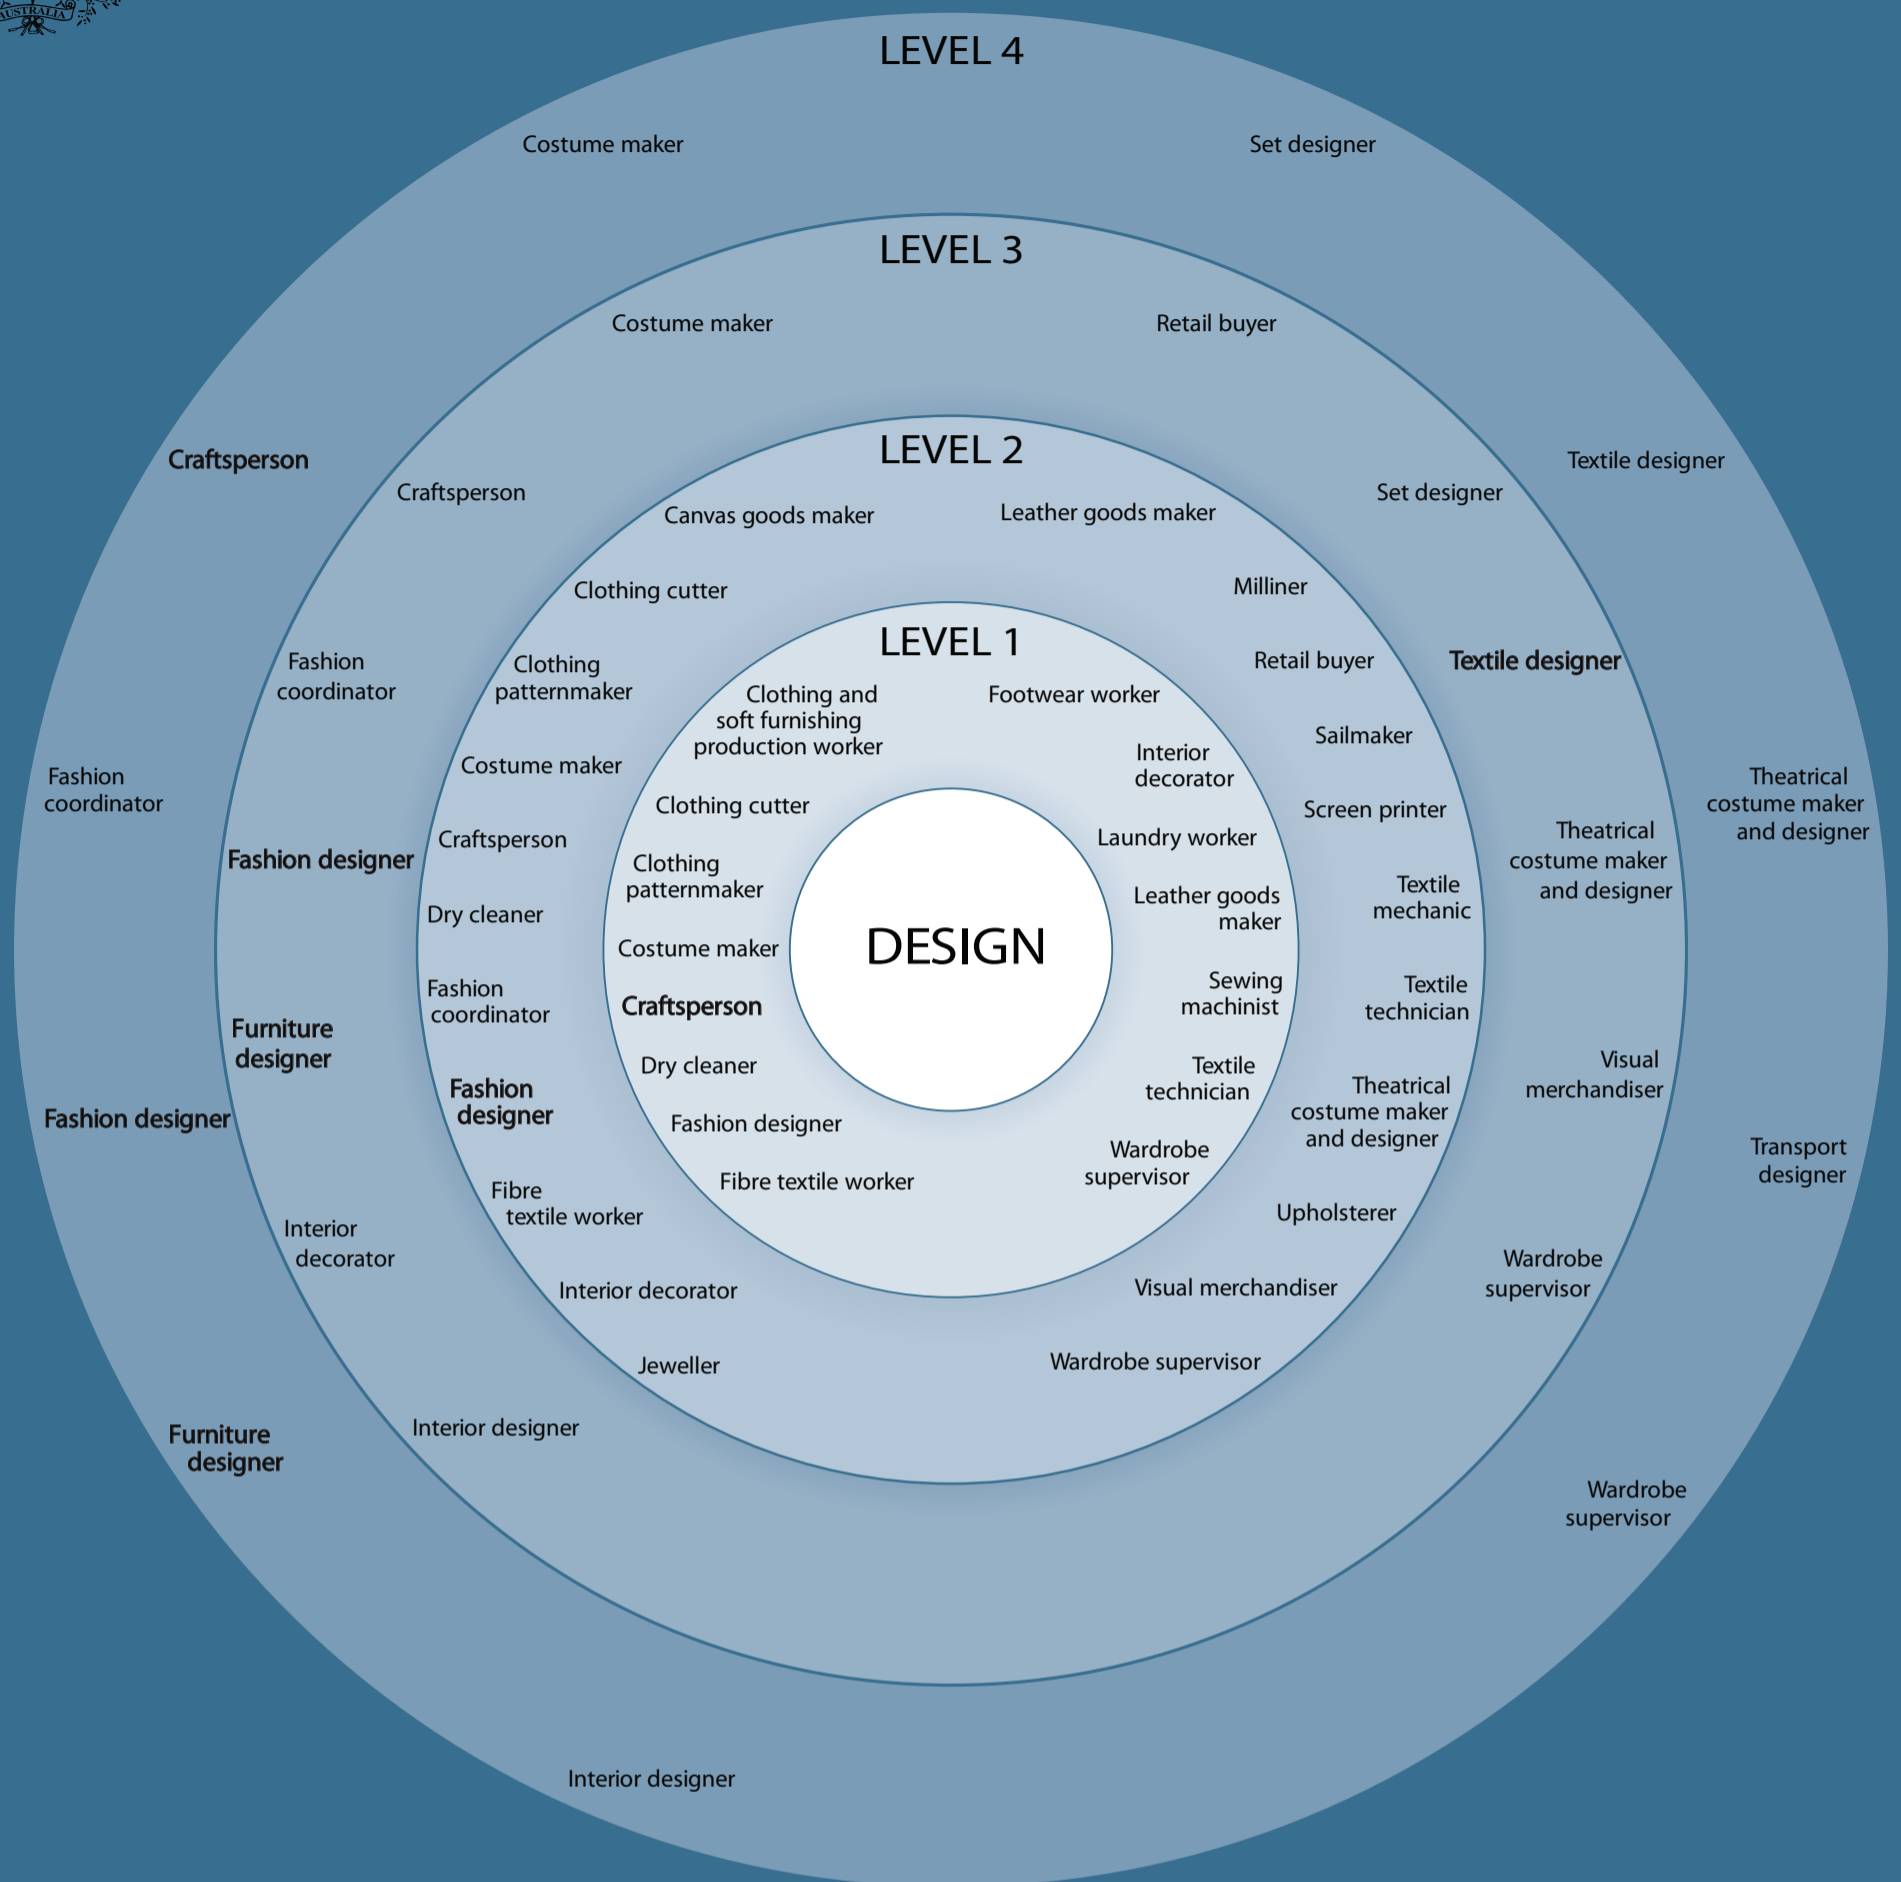 AUSTRALIA
LEVEL 4
Costume maker
Set designer
Craftsperson
Textile designer
Fashion
coordinator
Theatrical
costume maker
and designer
Fashion designer
Transport
designer
Furniture
designer
Wardrobe
supervisor
Interior designer
LEVEL 3
Costume maker
Retail buyer
Craftsperson
Set designer
Fashion
coordinator
Textile designer
Fashion designer
Theatrical
costume maker
and designer
Furniture
designer
Visual
merchandiser
Interior
decorator
Wardrobe
supervisor
Interior designer
LEVEL 2
Canvas goods maker
Leather goods maker
Clothing cutter
Milliner
Clothing
patternmaker
Retail buyer
Costume maker
Sailmaker
Craftsperson
Screen printer
Dry cleaner
Textile
mechanic
Fashion
coordinator
Textile
technician
Fashion
designer
Theatrical
costume maker
and designer
Fibre
textile worker
Upholsterer
Interior decorator
Visual merchandiser
Jeweller
Wardrobe supervisor
LEVEL 1
Clothing and
soft furnishing
production worker
Footwear worker
Interior
decorator
Clothing cutter
Laundry worker
Clothing
patternmaker
Leather goods
maker
Costume maker
Sewing
machinist
Craftsperson
Dry cleaner
Textile
technician
Fashion designer
Wardrobe
supervisor
Fibre textile worker
DESIGN